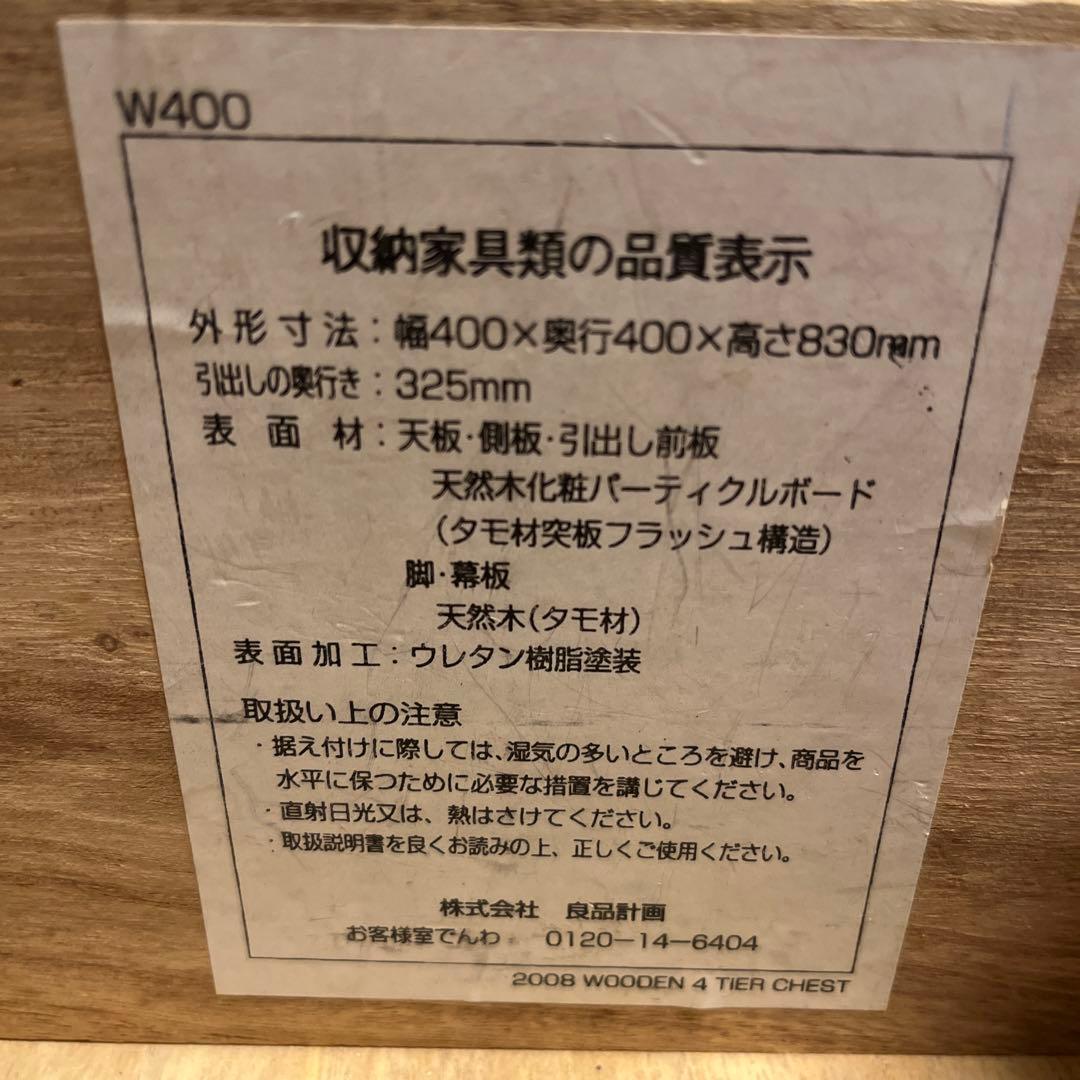 W400
収納家具類の品質表示
外形寸法：幅400×奥行400×高さ830mm
引出しの奥行き：325mm
表面材：天板・側板・引出し前板
天然木化粧パーティクルボード
（タモ材突板フラッシュ構造）
脚・幕板
天然木（タモ材）
表面加工：ウレタン樹脂塗装
取扱い上の注意
・据え付けに際しては、湿気の多いところを避け、商品を
水平に保つために必要な措置を講じてください。
・直射日光又は、熱はさけてください。
・取扱説明書を良くお読みの上、正しくご使用ください。
株式会社　良品計画
お客様室でんわ　0120−14−6404
2008 WOODEN 4 TIER CHEST